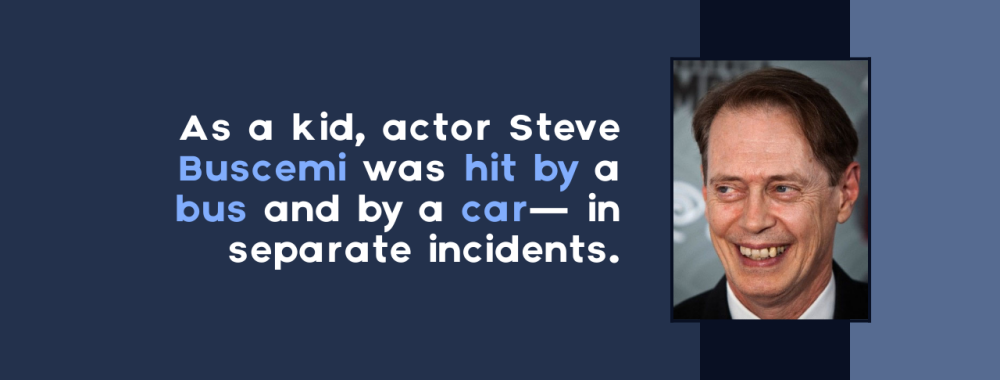 As a kid, actor Steve
Buscemi was hit by a
bus and by a car— in
separate incidents.